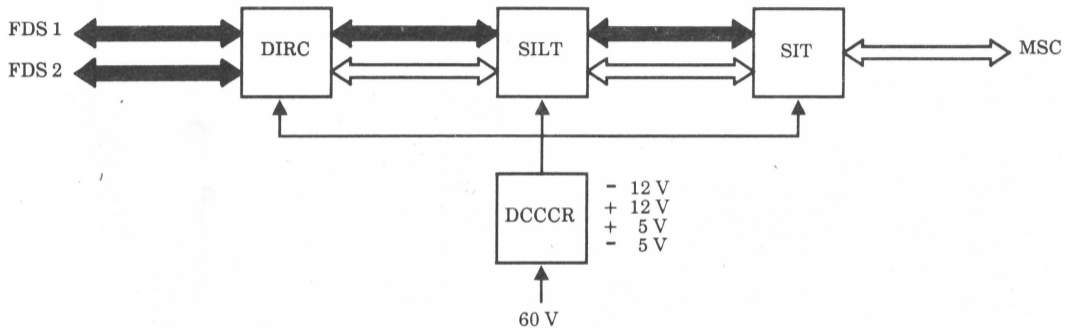 FDS 1
FDS 2
DIRC
SILT
SIT
MSC
DCCCR
- 12 V
+ 12 V
+ 5 V
- 5 V
60 V